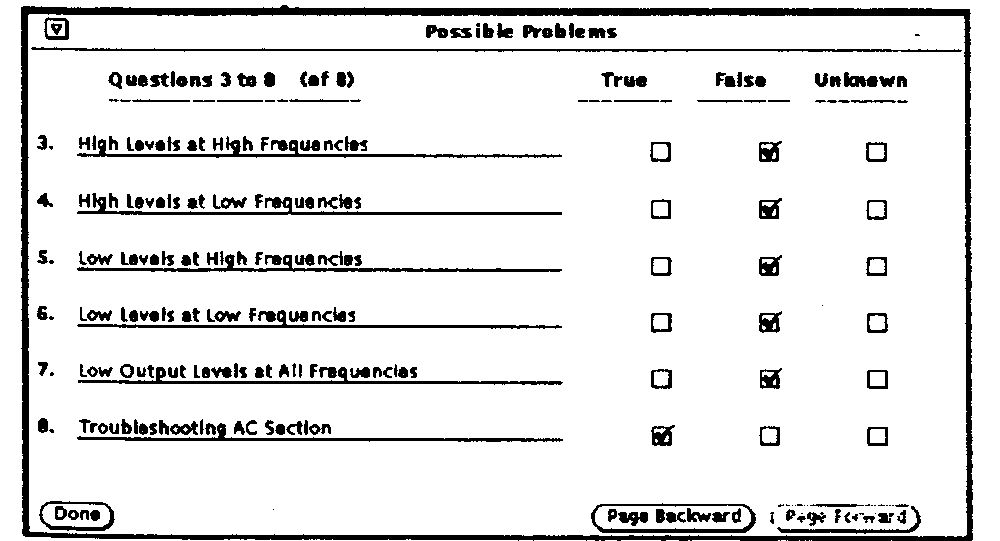 Possible Problems
Questions 3 to 8 (of 8) True False Unknown
3. High Levels at High Frequencies
4. High Levels at Low Frequencies
5. Low Levels at High Frequencies
6. Low Levels at Low Frequencies
7. Low Output Levels at All Frequencies
8. Troubleshooting AC Section
Done Page Backward Page Forward